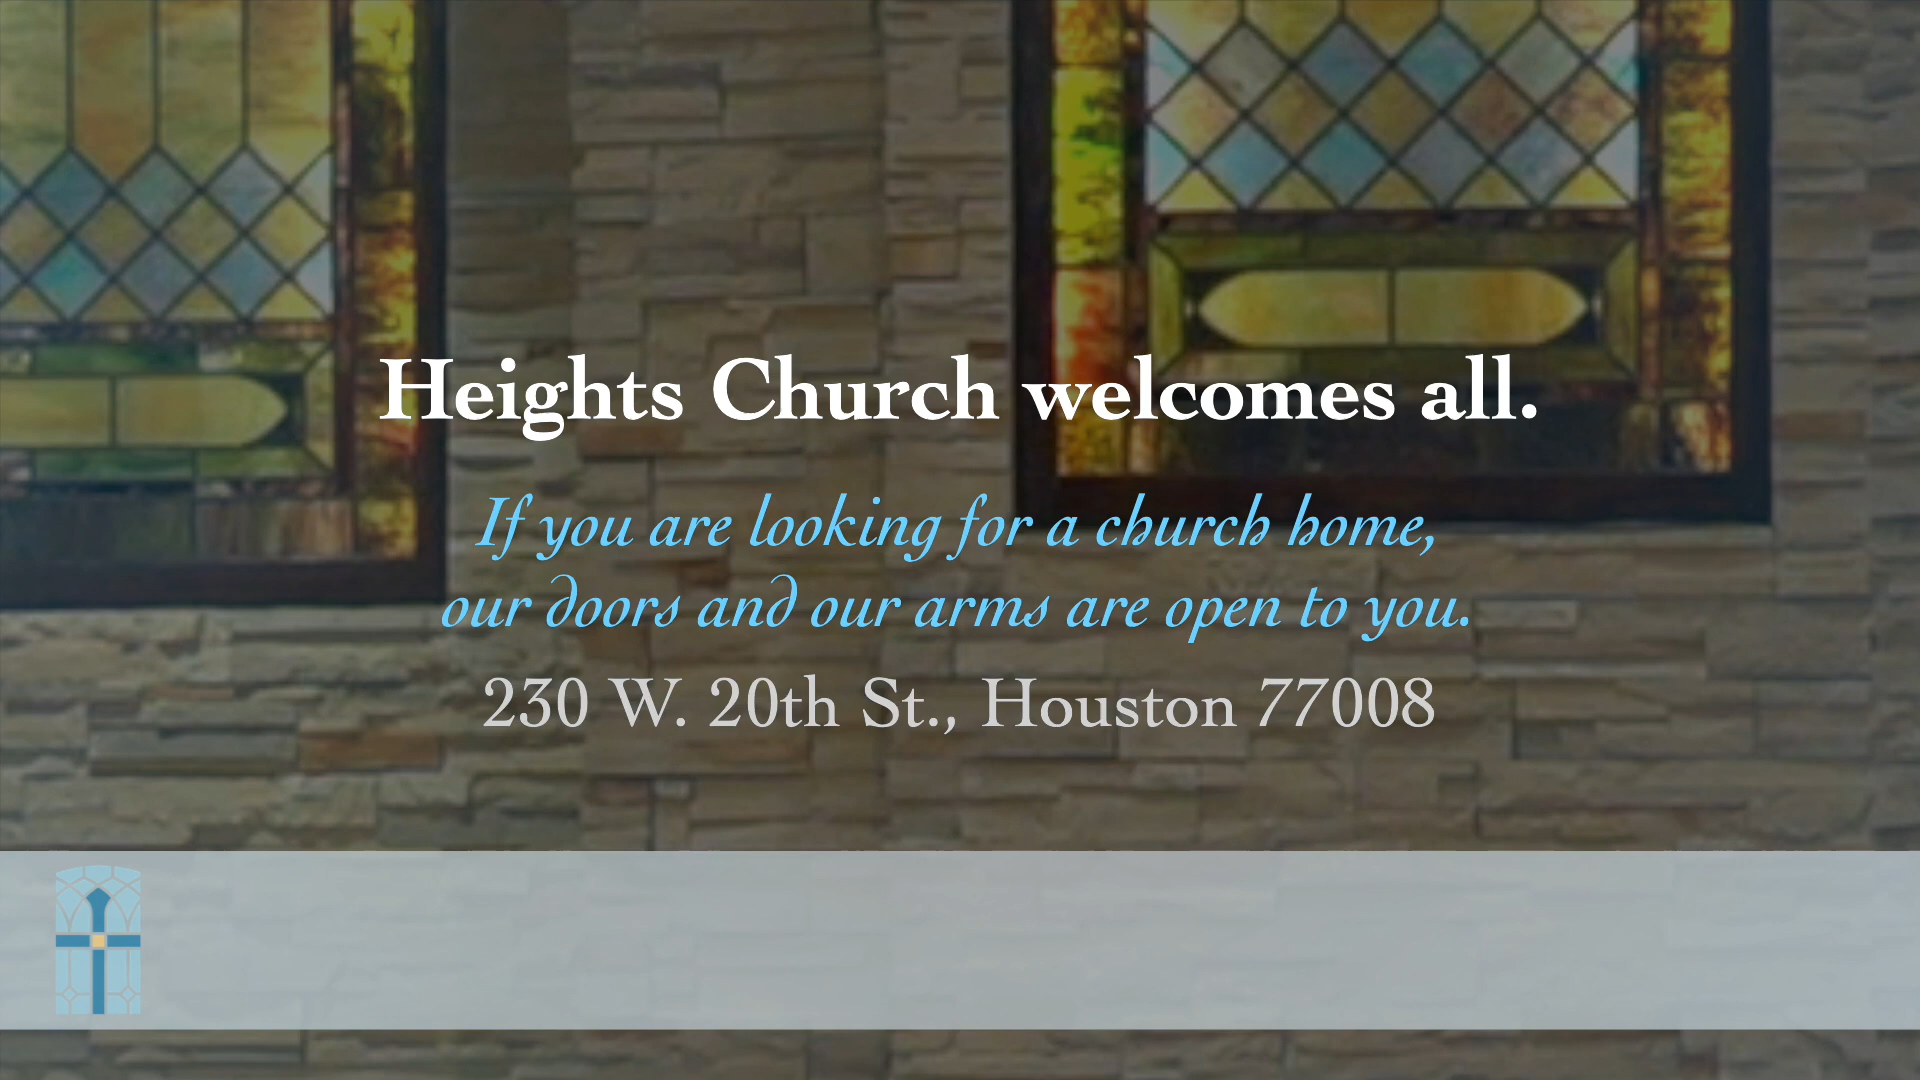 Heights Church welcomes all.
If you are looking for a church home,
our doors and our arms are open to you.
230 W. 20th St., Houston 77008